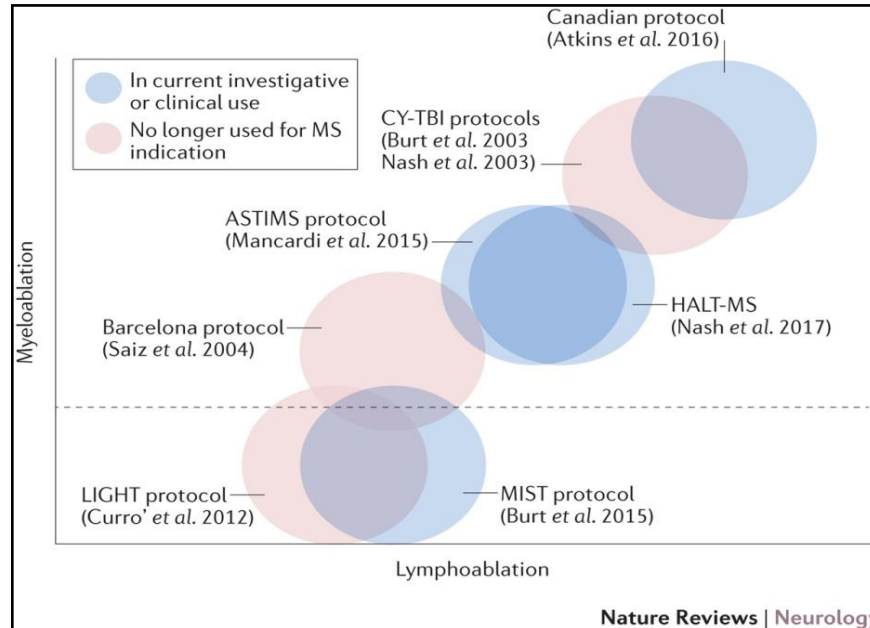 Canadian protocol
(Atkins et al. 2016)
In current investigative
or clinical use
No longer used for MS
indication
CY-TBI protocols
(Burt et al. 2003
Nash et al. 2003)
ASTIMS protocol
(Mancardi et al. 2015)
HALT-MS
(Nash et al. 2017)
Barcelona protocol
(Saiz et al. 2004)
Myeloablation
LIGHT protocol
(Curro' et al. 2012)
MIST protocol
(Burt et al. 2015)
Lymphoablation
Nature Reviews | Neurology